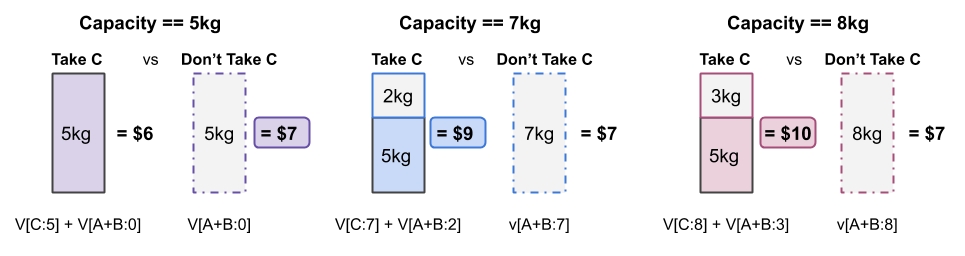 Capacity == 5kg
Take C vs Don't Take C
5kg = $6 5kg = $7
V[C:5] + V[A+B:0] V[A+B:0]
Capacity == 7kg
Take C vs Don't Take C
2kg
5kg = $9 7kg = $7
V[C:7] + V[A+B:2] v[A+B:7]
Capacity == 8kg
Take C vs Don't Take C
3kg
5kg = $10 8kg = $7
V[C:8] + V[A+B:3] v[A+B:8]